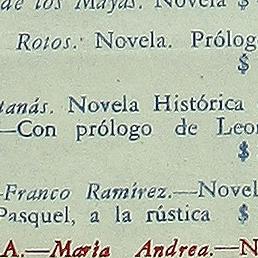 de los Mayas. Novela $
Rotos. Novela. Prólog
$
tanás. Novela Histórica
—Con prólogo de Leon
$
—Franco Ramírez.—Novel
Pasquel, a la rústica $
A.—Maria Andrea.—N